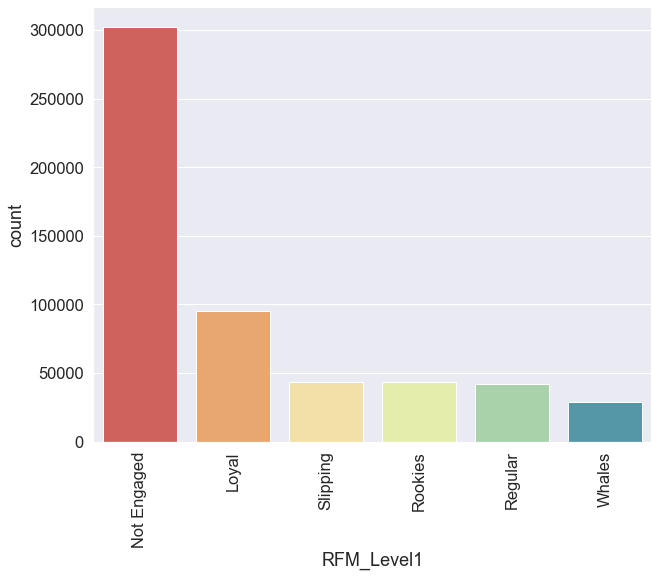 300000
250000
200000
150000
100000
50000
0
count
Not Engaged
Loyal
Slipping
Rookies
Regular
Whales
RFM_Level1